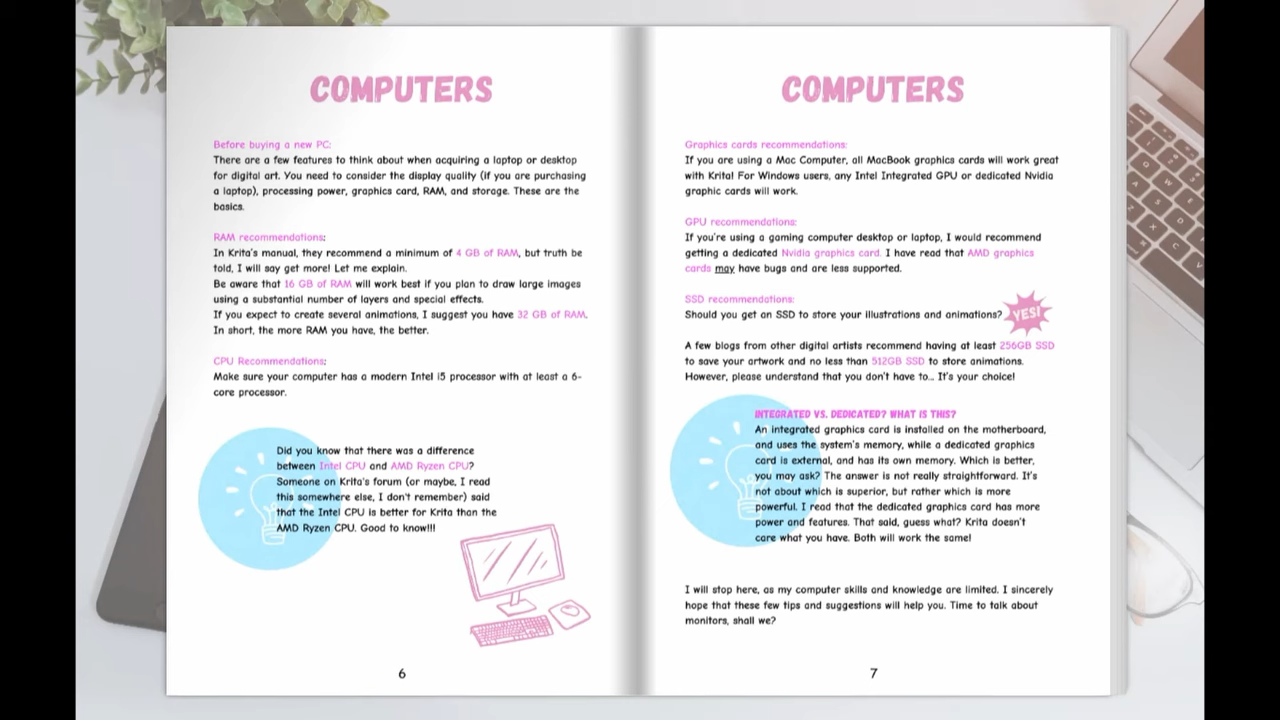 COMPUTERS
Before buying a new PC:
There are a few features to think about when acquiring a laptop or desktop
for digital art. You need to consider the display quality (if you are purchasing
a laptop), processing power, graphics card, RAM, and storage. These are the
basics.
RAM recommendations:
In Krita's manual, they recommend a minimum of 4 GB of RAM, but truth be
told, I will say get more! Let me explain.
Be aware that 16 GB of RAM will work best if you plan to draw large images
using a substantial number of layers and special effects.
If you expect to create several animations, I suggest you have 32 GB of RAM.
In short, the more RAM you have, the better.
CPU Recommendations:
Make sure your computer has a modern Intel i5 processor with at least a 6-
core processor.
Did you know that there was a difference
between Intel CPU and AMD Ryzen CPU?
Someone on Krita's forum (or maybe, I read
this somewhere else, I don't remember) said
that the Intel CPU is better for Krita than the
AMD Ryzen CPU. Good to know!!!
6
COMPUTERS
Graphics cards recommendations:
If you are using a Mac Computer, all MacBook graphics cards will work great
with Krita! For Windows users, any Intel Integrated GPU or dedicated Nvidia
graphic cards will work.
GPU recommendations:
If you're using a gaming computer desktop or laptop, I would recommend
getting a dedicated Nvidia graphics card. I have read that AMD graphics
cards may have bugs and are less supported.
SSD recommendations:
Should you get an SSD to store your illustrations and animations? YES!
A few blogs from other digital artists recommend having at least 256GB SSD
to save your artwork and no less than 512GB SSD to store animations.
However, please understand that you don't have to... It's your choice!
INTEGRATED VS. DEDICATED? WHAT IS THIS?
An integrated graphics card is installed on the motherboard,
and uses the system's memory, while a dedicated graphics
card is external, and has its own memory. Which is better,
you may ask? The answer is not really straightforward. It's
not about which is superior, but rather which is more
powerful. I read that the dedicated graphics card has more
power and features. That said, guess what? Krita doesn't
care what you have. Both will work the same!
I will stop here, as my computer skills and knowledge are limited. I sincerely
hope that these few tips and suggestions will help you. Time to talk about
monitors, shall we?
7